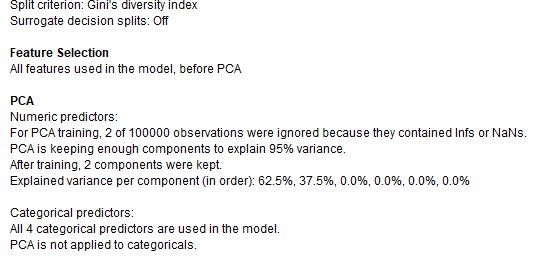 Split criterion: Gini's diversity index
Surrogate decision splits: Off
Feature Selection
All features used in the model, before PCA
PCA
Numeric predictors:
For PCA training, 2 of 100000 observations were ignored because they contained Infs or NaNs.
PCA is keeping enough components to explain 95% variance.
After training, 2 components were kept.
Explained variance per component (in order): 62.5%, 37.5%, 0.0%, 0.0%, 0.0%, 0.0%
Categorical predictors:
All 4 categorical predictors are used in the model.
PCA is not applied to categoricals.